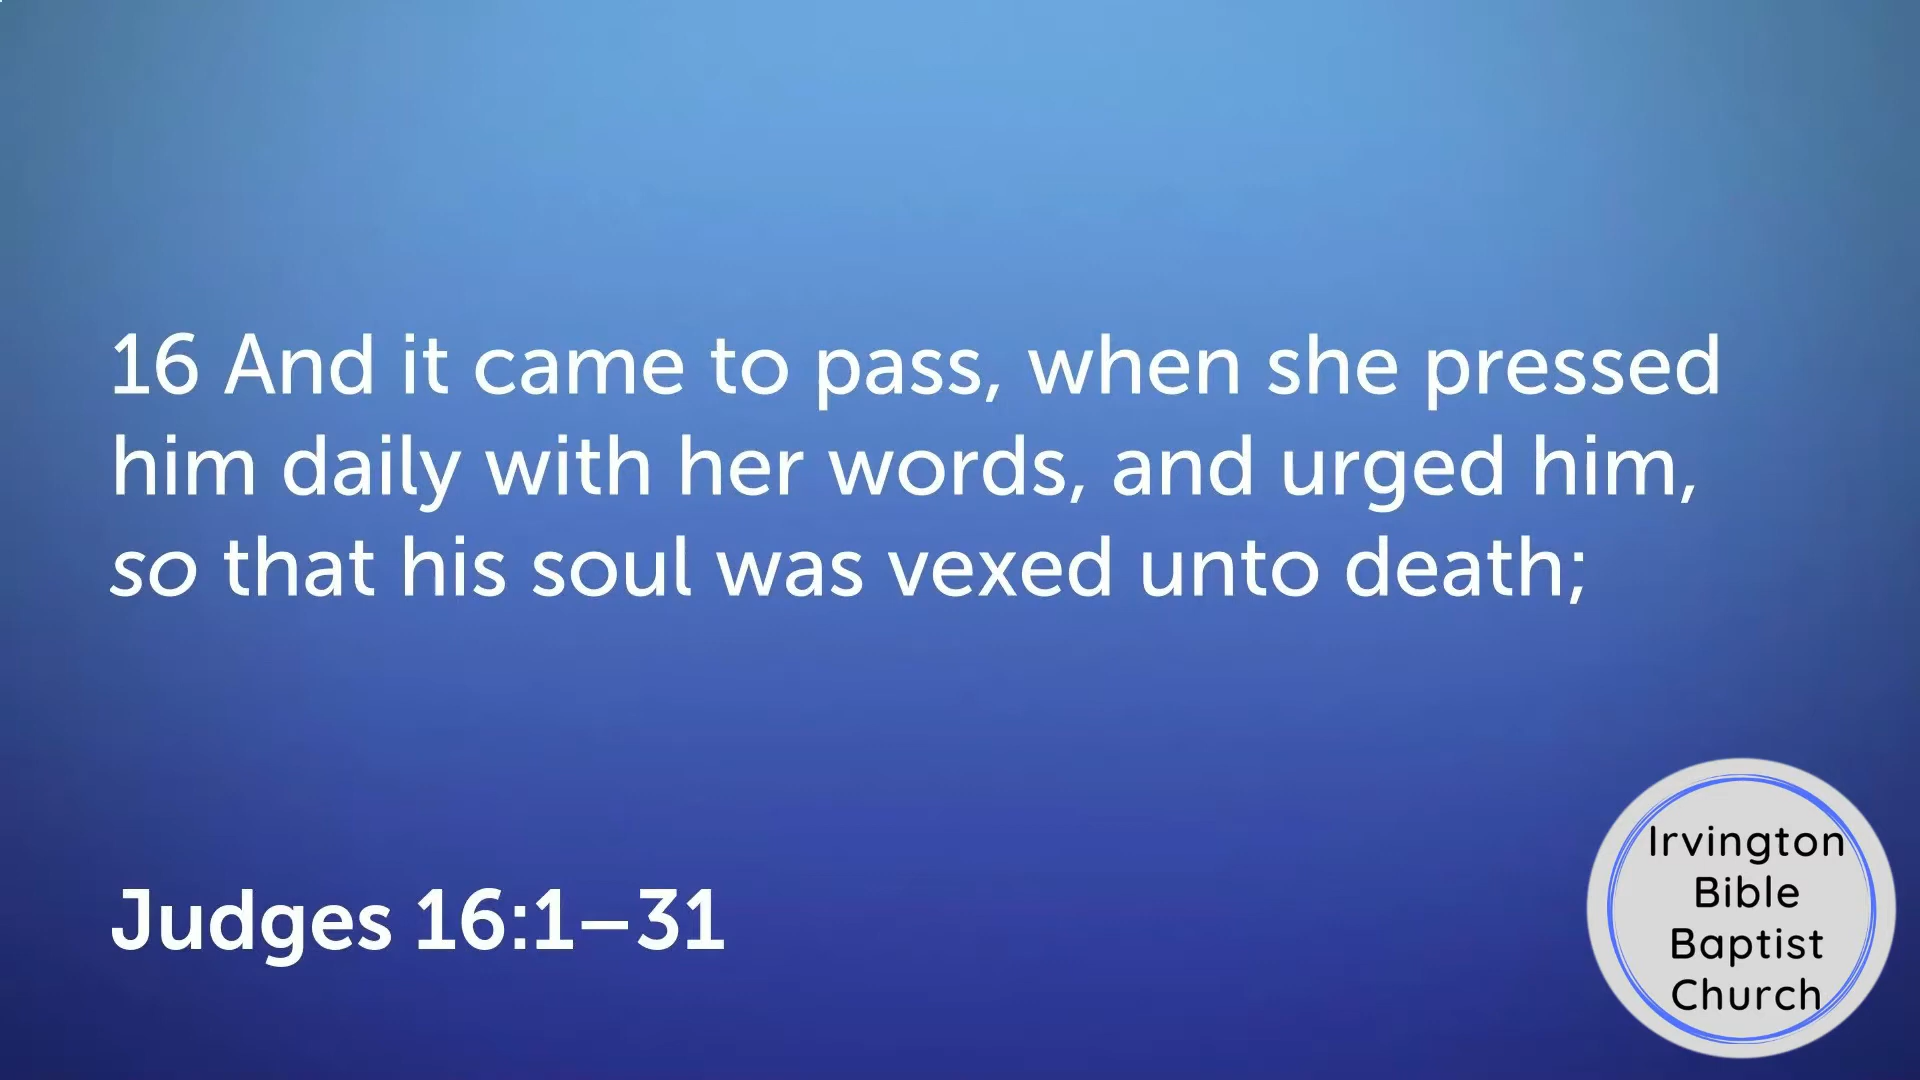 16 And it came to pass, when she pressed
him daily with her words, and urged him,
so that his soul was vexed unto death;
Judges 16:1–31
Irvington
Bible
Baptist
Church